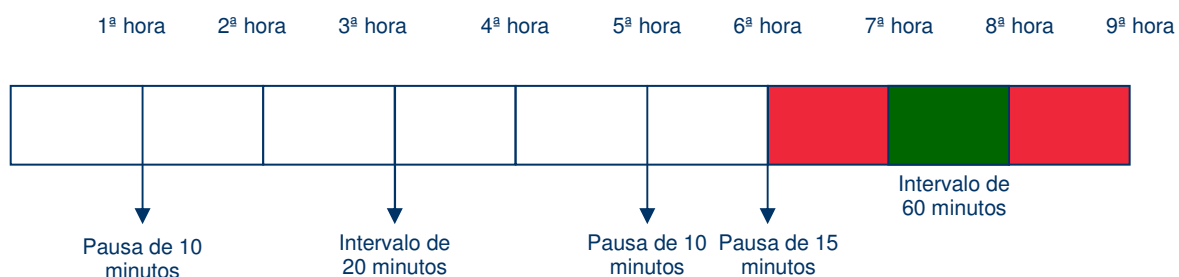 1ª hora 2ª hora 3ª hora 4ª hora 5ª hora 6ª hora 7ª hora 8ª hora 9ª hora
Pausa de 10
minutos
Intervalo de
20 minutos
Pausa de 10
minutos
Pausa de 15
minutos
Intervalo de
60 minutos